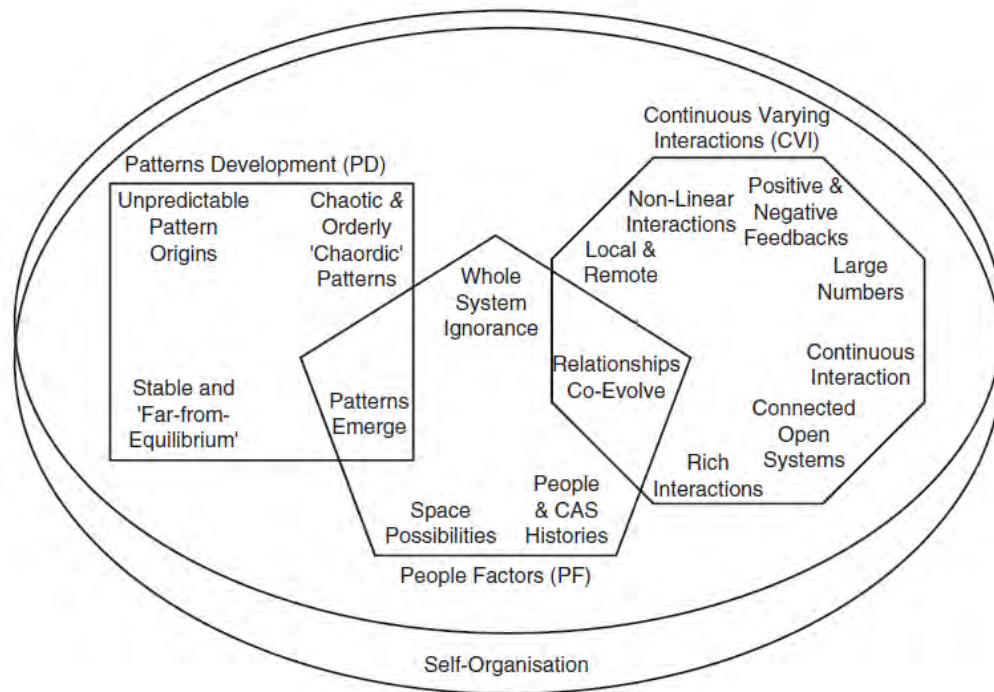 Continuous Varying
Interactions (CVI)
Patterns Development (PD)
Unpredictable
Pattern
Origins
Chaotic &
Orderly
'Chaordic'
Patterns
Non-Linear
Interactions
Positive &
Negative
Feedbacks
Local &
Remote
Large
Numbers
Whole
System
Ignorance
Continuous
Interaction
Relationships
Co-Evolve
Stable and
'Far-from-
Equilibrium'
Patterns
Emerge
Connected
Open
Systems
Rich
Interactions
People
& CAS
Histories
Space
Possibilities
People Factors (PF)
Self-Organisation